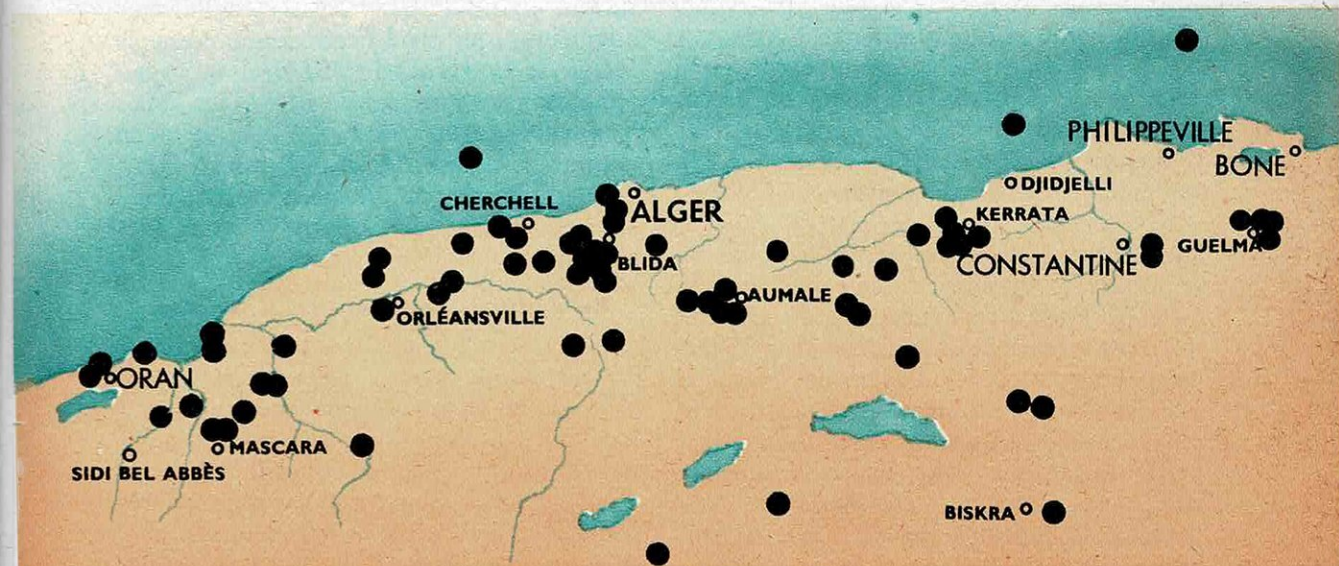 PHILIPPEVILLE
BONE
DJIDJELLI
CHERCHELL
ALGER
KERRATA
BLIDA
CONSTANTINE
GUELMA
ORLÉANSVILLE
AUMALE
ORAN
MASCARA
SIDI BEL ABBÈS
BISKRA